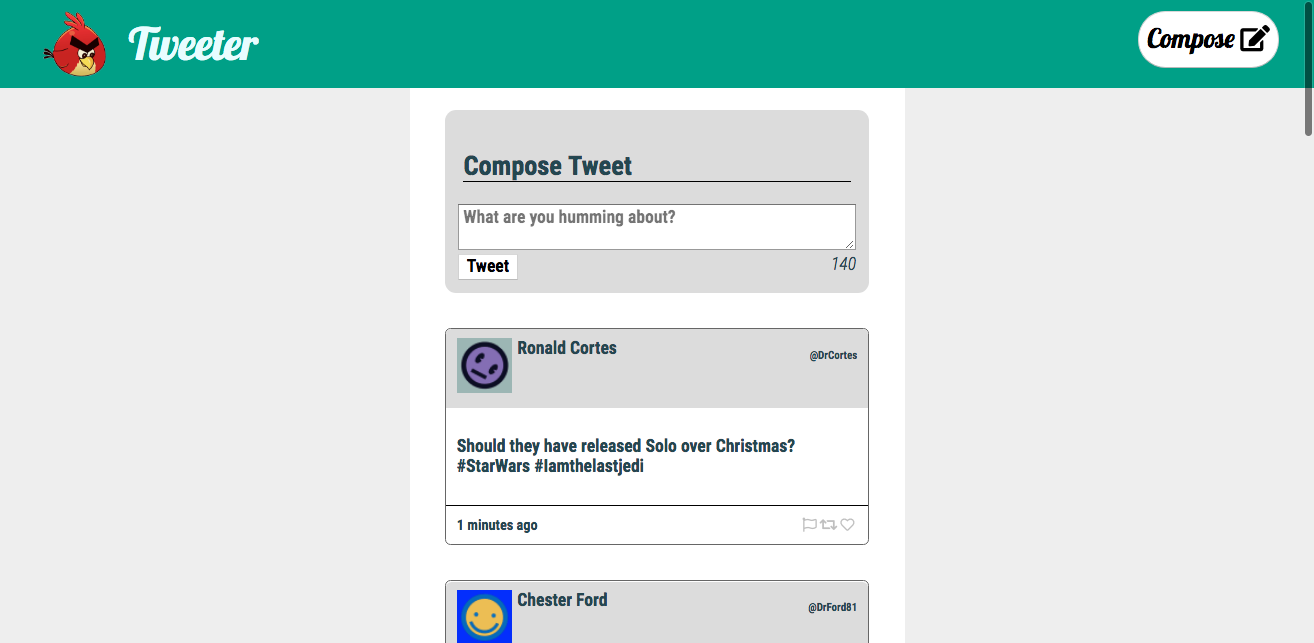 Tweeter
Compose
Compose Tweet
What are you humming about?
Tweet
140
Ronald Cortes
@DrCortes
Should they have released Solo over Christmas?
#StarWars #Iamthelastjedi
1 minutes ago
Chester Ford
@DrFord81